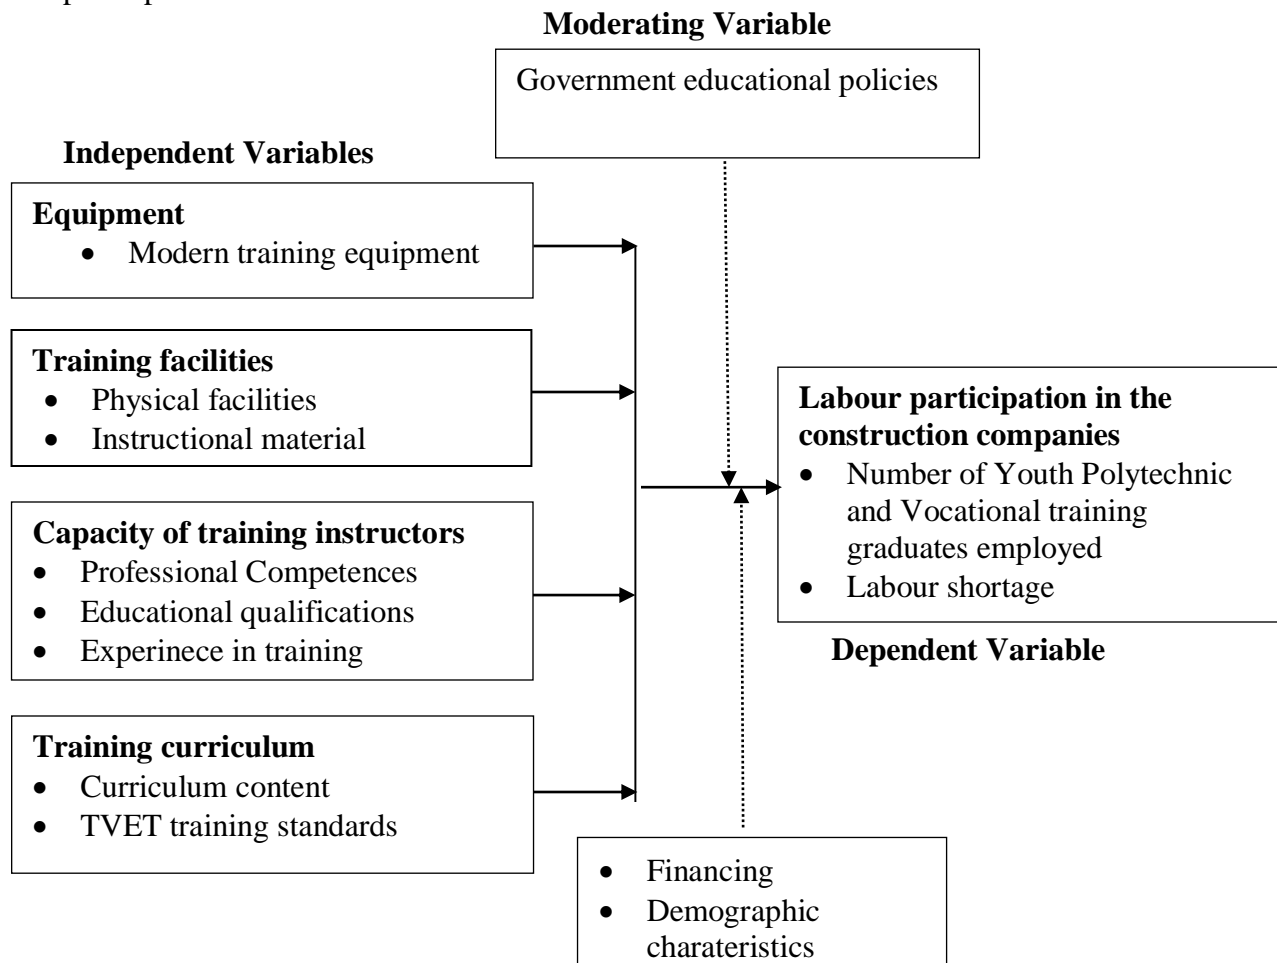 Moderating Variable
Government educational policies
Independent Variables
Equipment
• Modern training equipment
Training facilities
• Physical facilities
• Instructional material
Capacity of training instructors
• Professional Competences
• Educational qualifications
• Experinece in training
Training curriculum
• Curriculum content
• TVET training standards
Labour participation in the
construction companies
• Number of Youth Polytechnic
and Vocational training
graduates employed
• Labour shortage
Dependent Variable
• Financing
• Demographic
charateristics